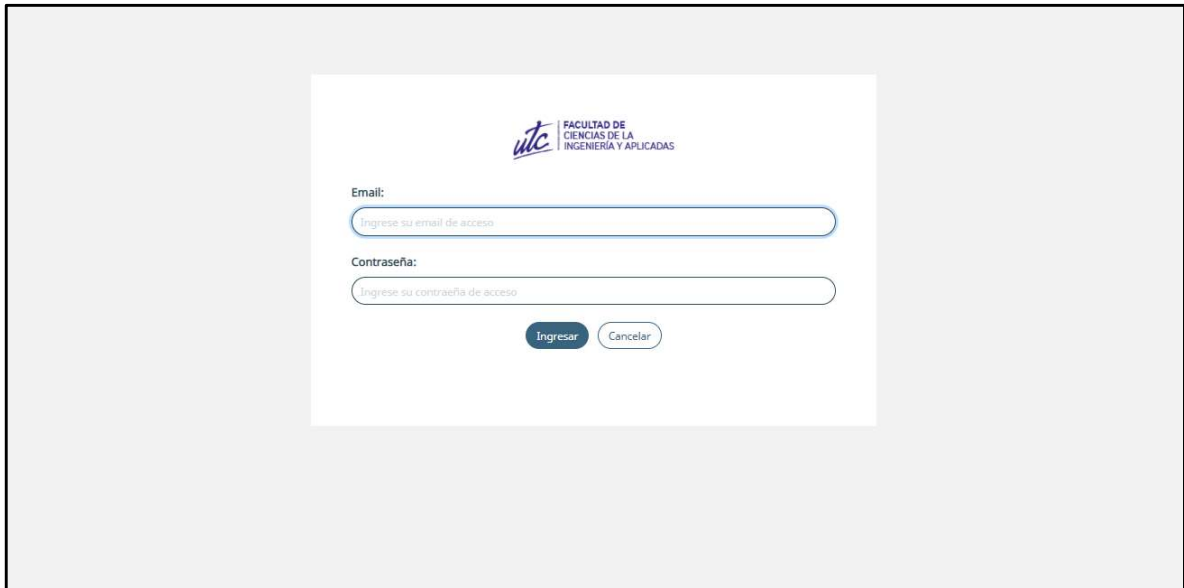 utc
FACULTAD DE
CIENCIAS DE LA
INGENIERÍA Y APLICADAS
Email:
Ingrese su email de acceso
Contraseña:
Ingrese su contraeña de acceso
Ingresar
Cancelar